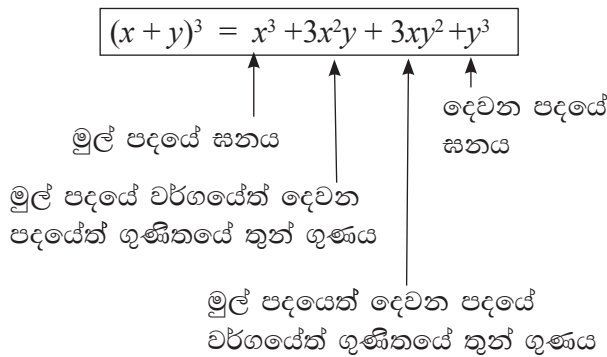 (x + y)³ = x³ +3x²y + 3xy² +y³
දෙවන පදයේ
ඝනය
මුල් පදයේ ඝනය
මුල් පදයේ වර්ගයේත් දෙවන
පදයේත් ගුණිතයේ තුන් ගුණය
මුල් පදයෙත් දෙවන පදයේ
වර්ගයේත් ගුණිතයේ තුන් ගුණය